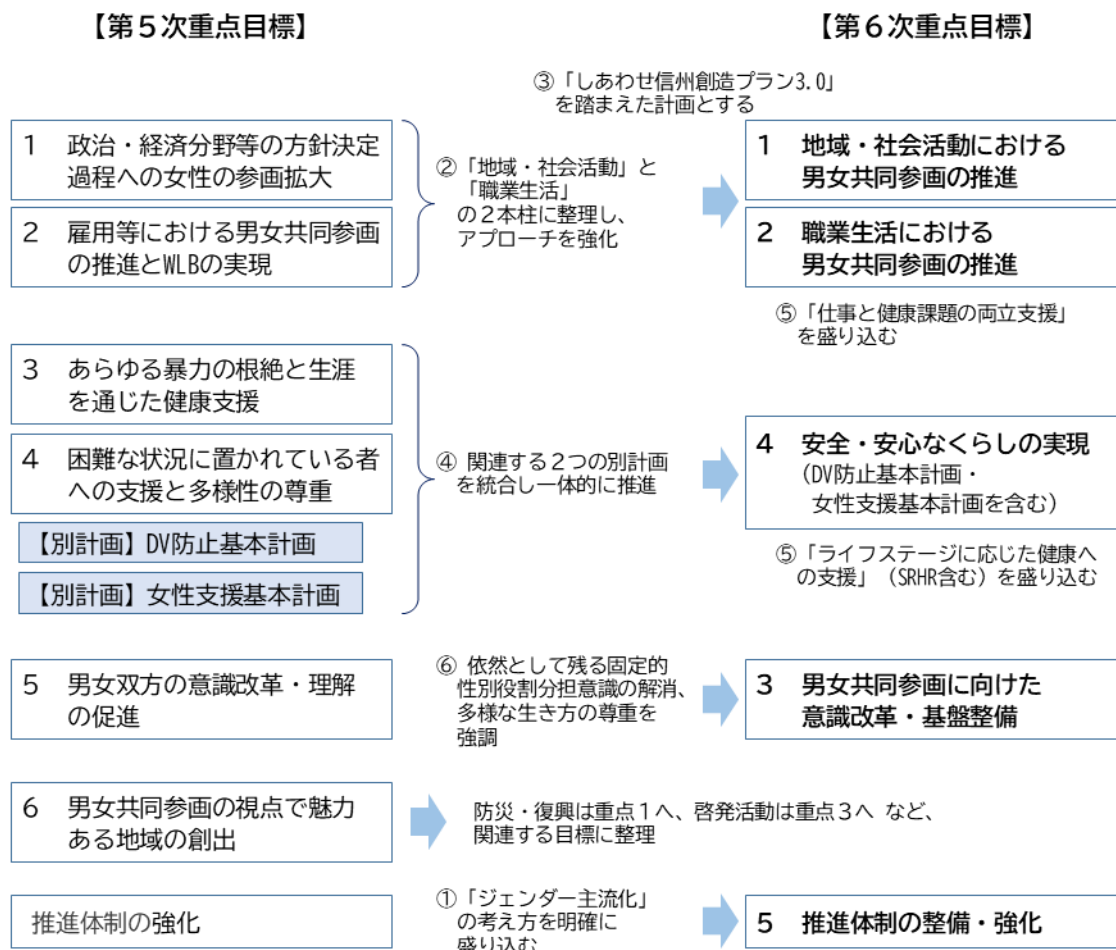 【第5次重点目標】
【第6次重点目標】
③「しあわせ信州創造プラン3.0」
を踏まえた計画とする
1 政治・経済分野等の方針決定
過程への女性の参画拡大
2 雇用等における男女共同参画
の推進とWLBの実現
②「地域・社会活動」と
「職業生活」
の2本柱に整理し、
アプローチを強化
1 地域・社会活動における
男女共同参画の推進
2 職業生活における
男女共同参画の推進
⑤「仕事と健康課題の両立支援」
を盛り込む
3 あらゆる暴力の根絶と生涯
を通じた健康支援
4 困難な状況に置かれている者
への支援と多様性の尊重
【別計画】DV防止基本計画
【別計画】女性支援基本計画
④ 関連する2つの別計画
を統合し一体的に推進
4 安全・安心なくらしの実現
(DV防止基本計画・
女性支援基本計画を含む)
⑤「ライフステージに応じた健康へ
の支援」(SRHR含む)を盛り込む
5 男女双方の意識改革・理解
の促進
⑥ 依然として残る固定的
性別役割分担意識の解消、
多様な生き方の尊重を
強調
3 男女共同参画に向けた
意識改革・基盤整備
6 男女共同参画の視点で魅力
ある地域の創出
防災・復興は重点1へ、啓発活動は重点3へ など、
関連する目標に整理
推進体制の強化
①「ジェンダー主流化」
の考え方を明確に
盛り込む
5 推進体制の整備・強化